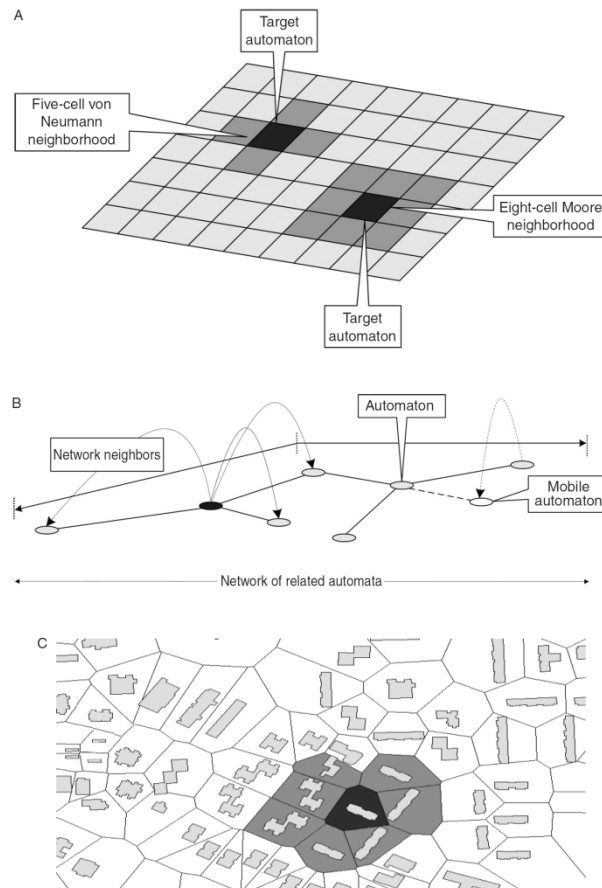 A
Target
automaton
Five-cell von
Neumann
neighborhood
Eight-cell Moore
neighborhood
Target
automaton
B
Automaton
Network neighbors
Mobile
automaton
Network of related automata
C